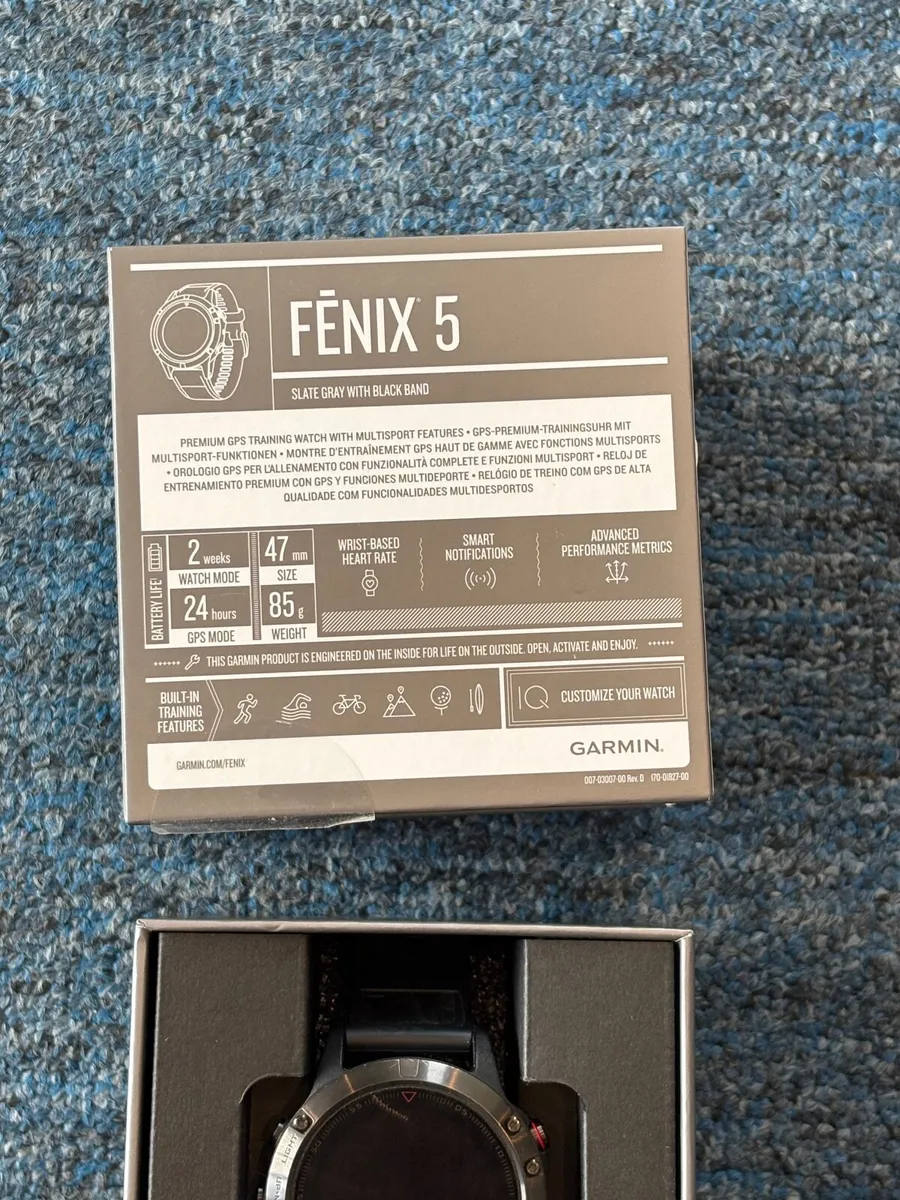 FĒNIX® 5
SLATE GRAY WITH BLACK BAND
PREMIUM GPS TRAINING WATCH WITH MULTISPORT FEATURES • GPS-PREMIUM-TRAININGSUHR MIT
MULTISPORT-FUNKTIONEN • MONTRE D'ENTRAÎNEMENT GPS HAUT DE GAMME AVEC FONCTIONS MULTISPORTS
• OROLOGIO GPS PER L'ALLENAMENTO CON FUNZIONALITÀ COMPLETE E FUNZIONI MULTISPORT • RELOJ DE
ENTRENAMIENTO PREMIUM CON GPS Y FUNCIONES MULTIDEPORTE • RELÓGIO DE TREINO COM GPS DE ALTA
QUALIDADE COM FUNCIONALIDADES MULTIDESPORTOS
BATTERY LIFE!
2 weeks
WATCH MODE
24 hours
GPS MODE
47 mm
SIZE
85 g
WEIGHT
WRIST-BASED
HEART RATE
SMART
NOTIFICATIONS
ADVANCED
PERFORMANCE METRICS
THIS GARMIN PRODUCT IS ENGINEERED ON THE INSIDE FOR LIFE ON THE OUTSIDE. OPEN, ACTIVATE AND ENJOY.
BUILT-IN
TRAINING
FEATURES
IQ CUSTOMIZE YOUR WATCH
GARMIN.COM/FENIX
GARMIN.
007-03007-00 Rev. D 170-01827-00
55
05
LIGHT